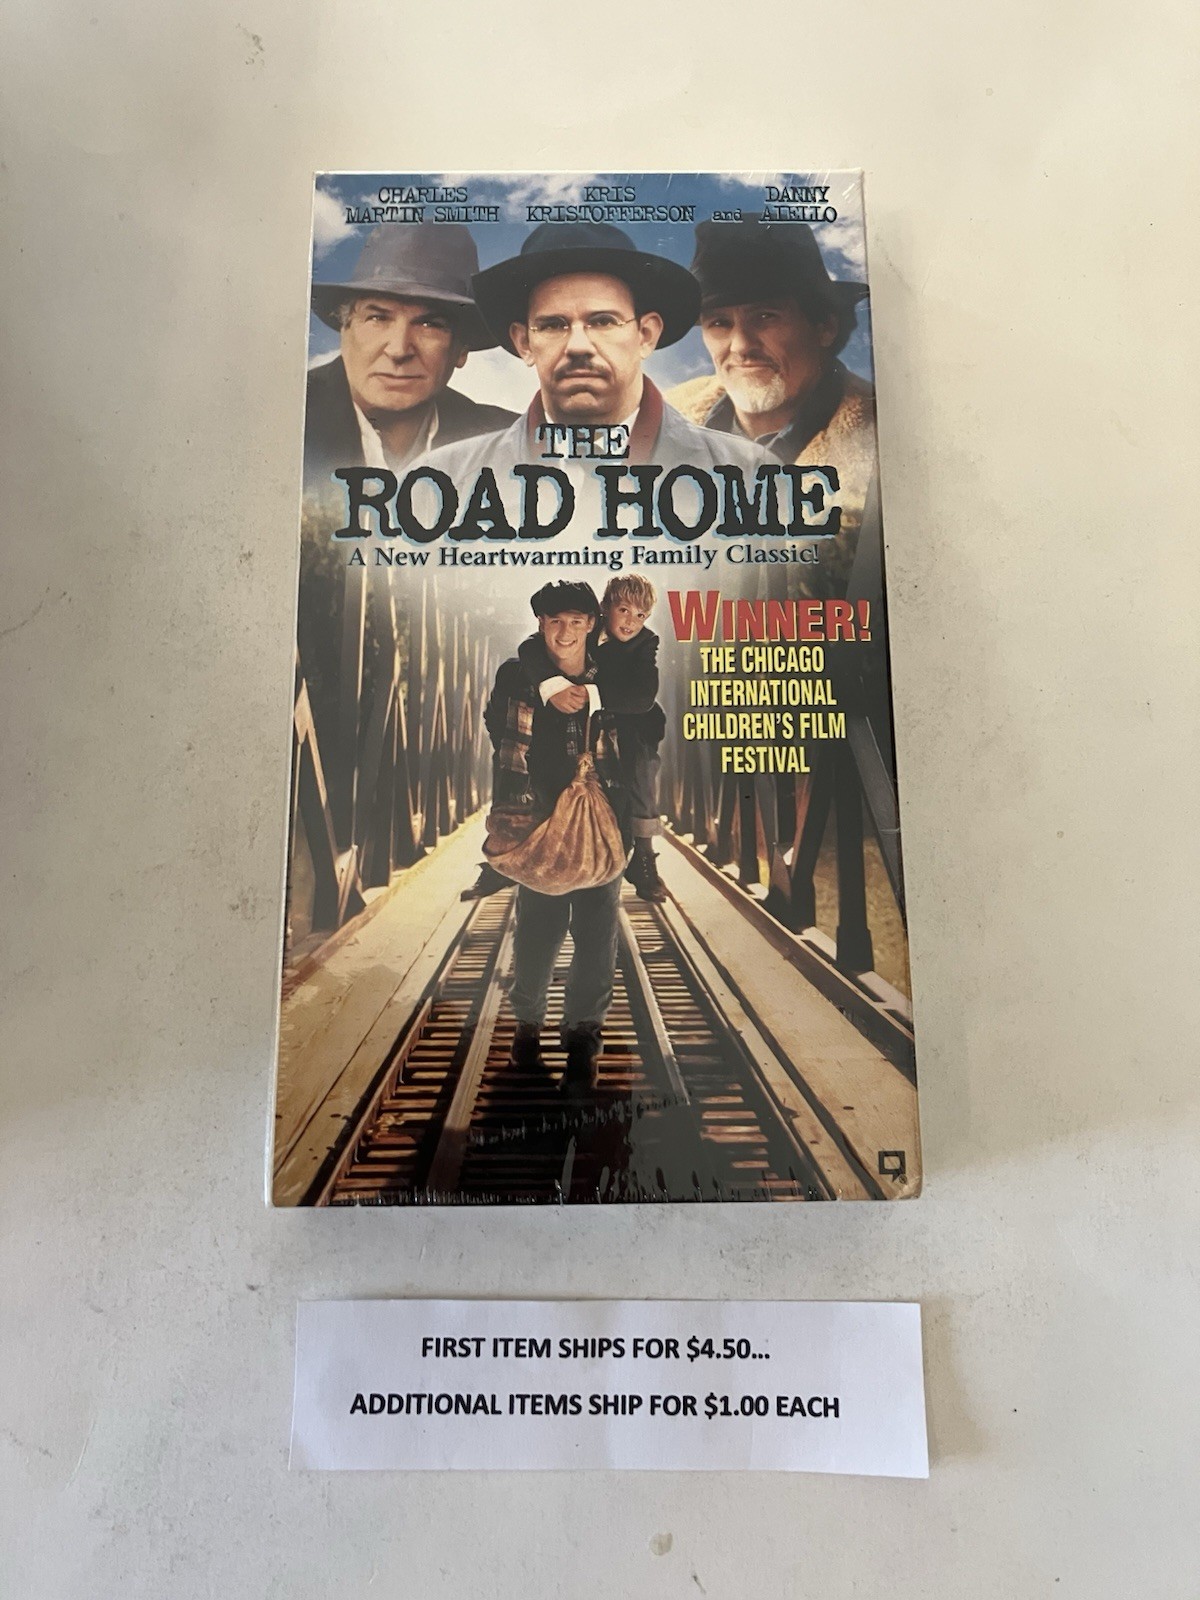 CHARLES MARTIN SMITH KRIS KRISTOFFERSON and DANNY AIELLO
THE
ROAD HOME
A New Heartwarming Family Classic!
WINNER!
THE CHICAGO
INTERNATIONAL
CHILDREN'S FILM
FESTIVAL
FIRST ITEM SHIPS FOR $4.50...
ADDITIONAL ITEMS SHIP FOR $1.00 EACH